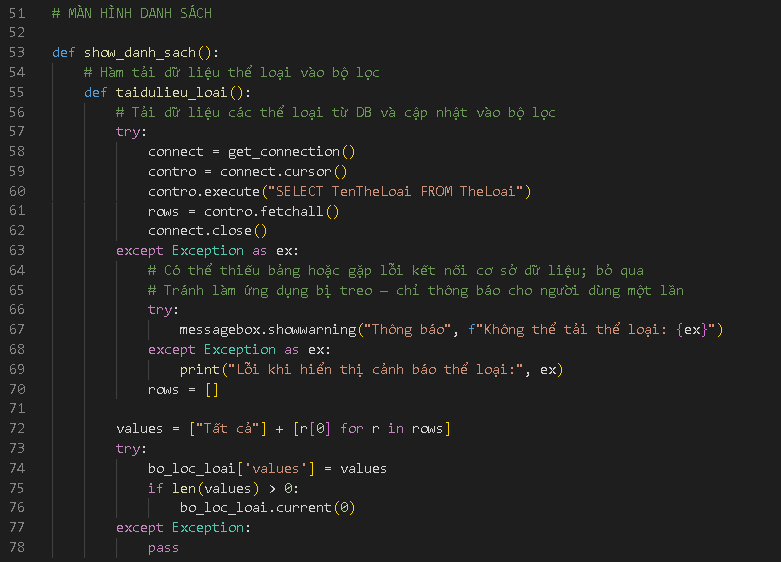 51 # MÀN HÌNH DANH SÁCH
52
53 def show_danh_sach():
54     # Hàm tải dữ liệu thể loại vào bộ lọc
55     def taidulieu_loai():
56         # Tải dữ liệu các thể loại từ DB và cập nhật vào bộ lọc
57         try:
58             connect = get_connection()
59             contro = connect.cursor()
60             contro.execute("SELECT TenTheLoai FROM TheLoai")
61             rows = contro.fetchall()
62             connect.close()
63         except Exception as ex:
64             # Có thể thiếu bảng hoặc gặp lỗi kết nối cơ sở dữ liệu; bỏ qua
65             # Tránh làm ứng dụng bị treo — chỉ thông báo cho người dùng một lần
66             try:
67                 messagebox.showwarning("Thông báo", f"Không thể tải thể loại: {ex}")
68             except Exception as ex:
69                 print("Lỗi khi hiển thị cảnh báo thể loại:", ex)
70             rows = []
71
72         values = ["Tất cả"] + [r[0] for r in rows]
73         try:
74             bo_loc_loai['values'] = values
75             if len(values) > 0:
76                 bo_loc_loai.current(0)
77         except Exception:
78             pass